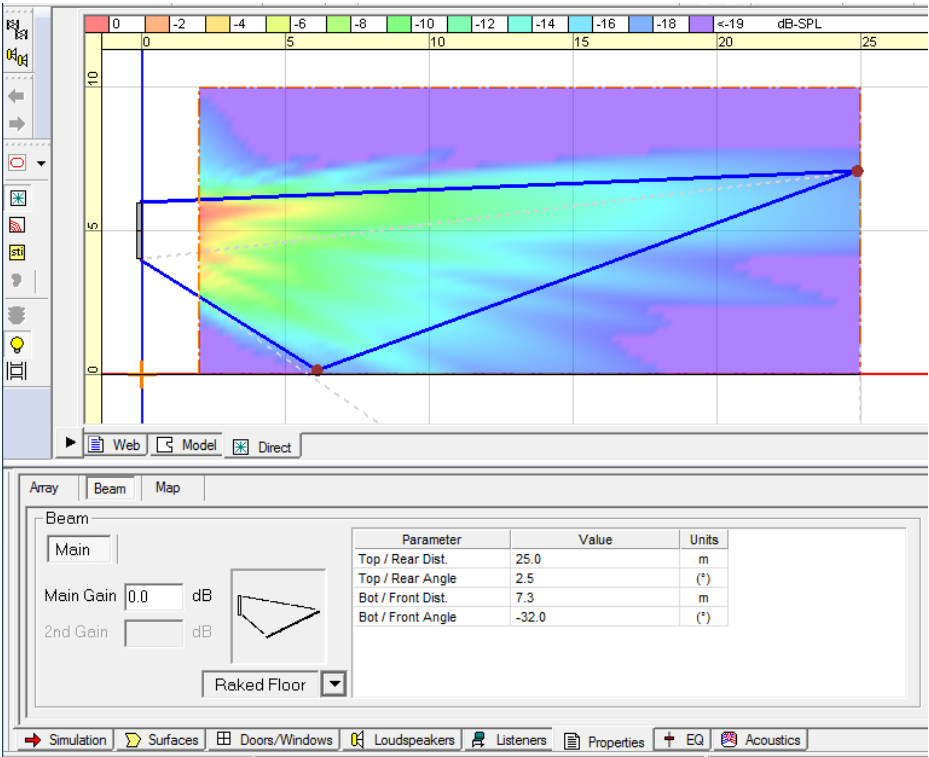 0 -2 -4 -6 -8 -10 -12 -14 -16 -18 <-19 dB-SPL
0 5 10 15 20 25
10
5
0
sti
Web Model Direct
Array Beam Map
Beam
Main
Parameter Value Units
Top / Rear Dist. 25.0 m
Top / Rear Angle 2.5 (°)
Bot / Front Dist. 7.3 m
Bot / Front Angle -32.0 (°)
Main Gain 0.0 dB
2nd Gain dB
Raked Floor
Simulation Surfaces Doors/Windows Loudspeakers Listeners Properties EQ Acoustics